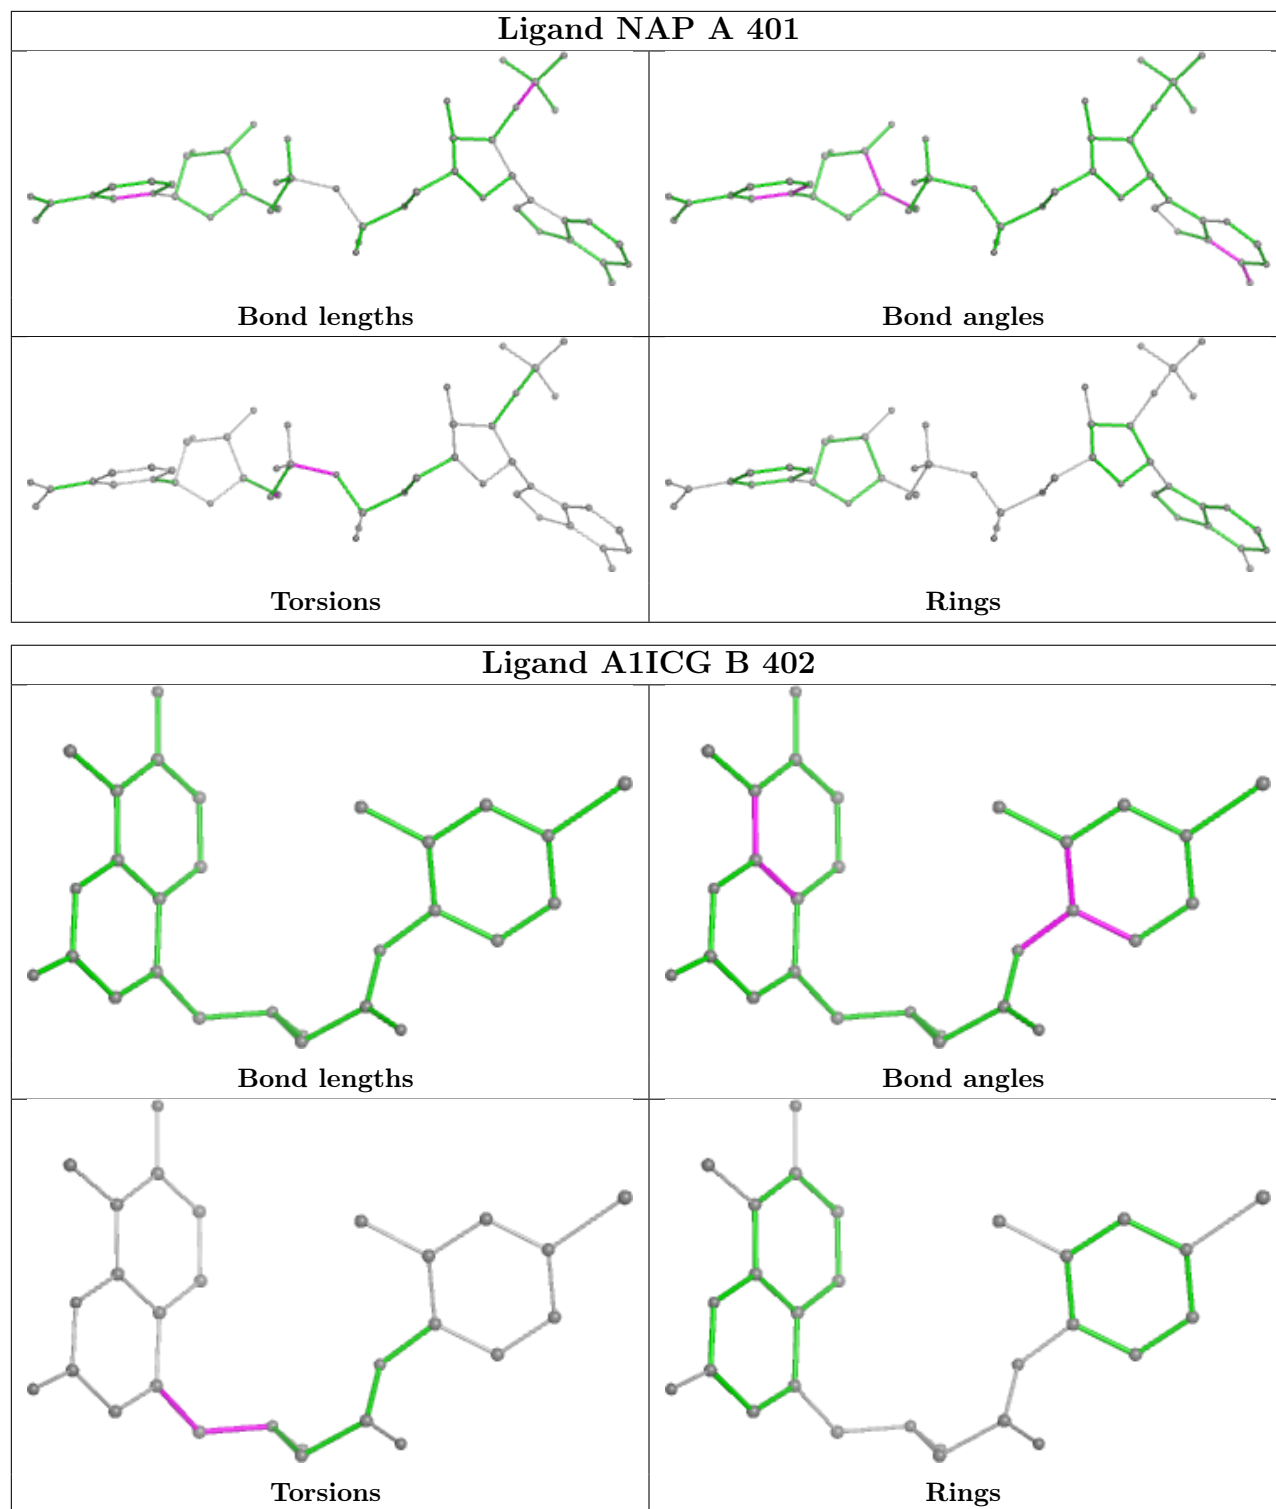 Ligand NAP A 401
Bond lengths
Bond angles
Torsions
Rings
Ligand A1ICG B 402
Bond lengths
Bond angles
Torsions
Rings